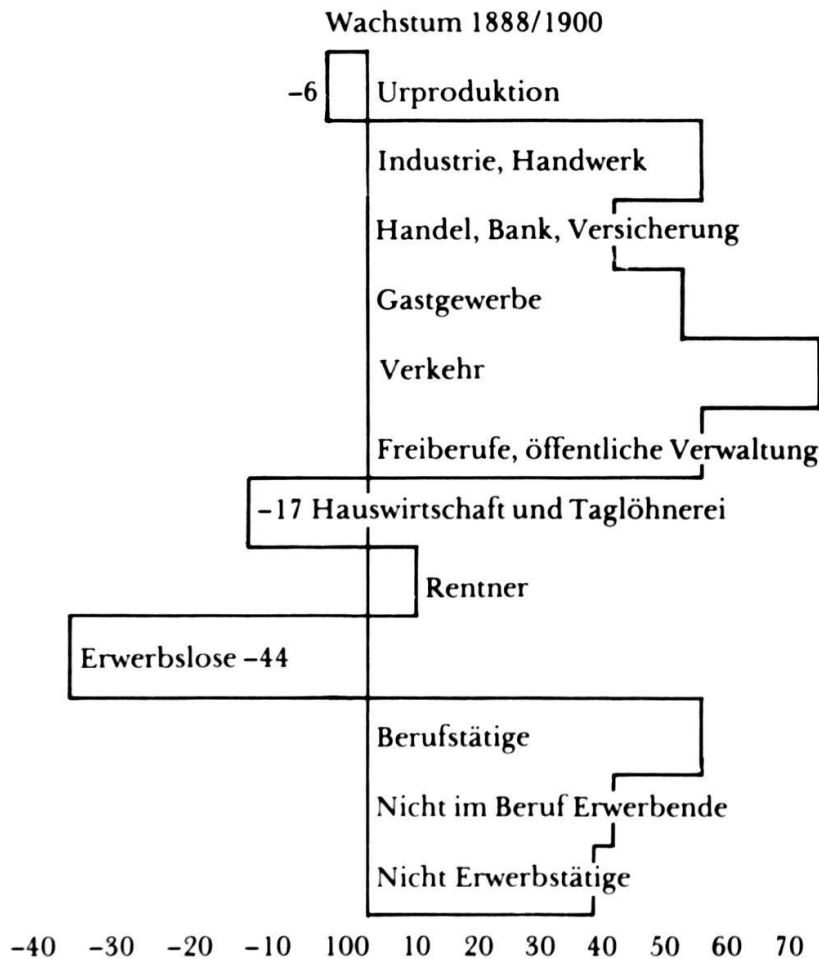 Wachstum 1888/1900
-6 Urproduktion
Industrie, Handwerk
Handel, Bank, Versicherung
Gastgewerbe
Verkehr
Freiberufe, öffentliche Verwaltung
-17 Hauswirtschaft und Taglöhnerei
Rentner
Erwerbslose -44
Berufstätige
Nicht im Beruf Erwerbende
Nicht Erwerbstätige
-40 -30 -20 -10 100 10 20 30 40 50 60 70